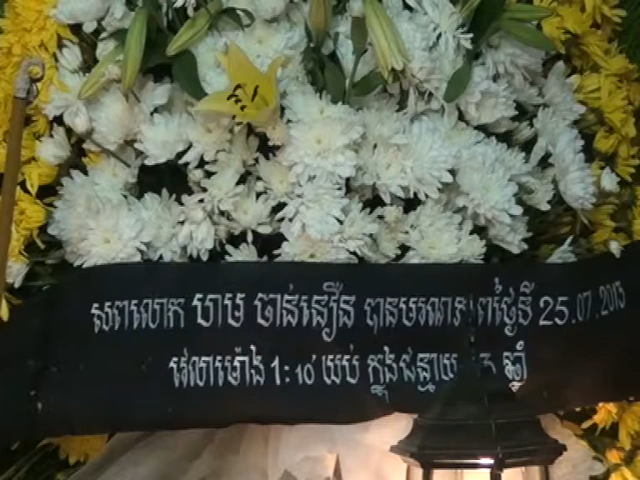 សពលោក ហម ចាន់នឿន បានមរណភាពថ្ងៃទី 25.07.2015
វេលាម៉ោង 1:10' យប់ ក្នុងជន្មាយុ ឆ្នាំ